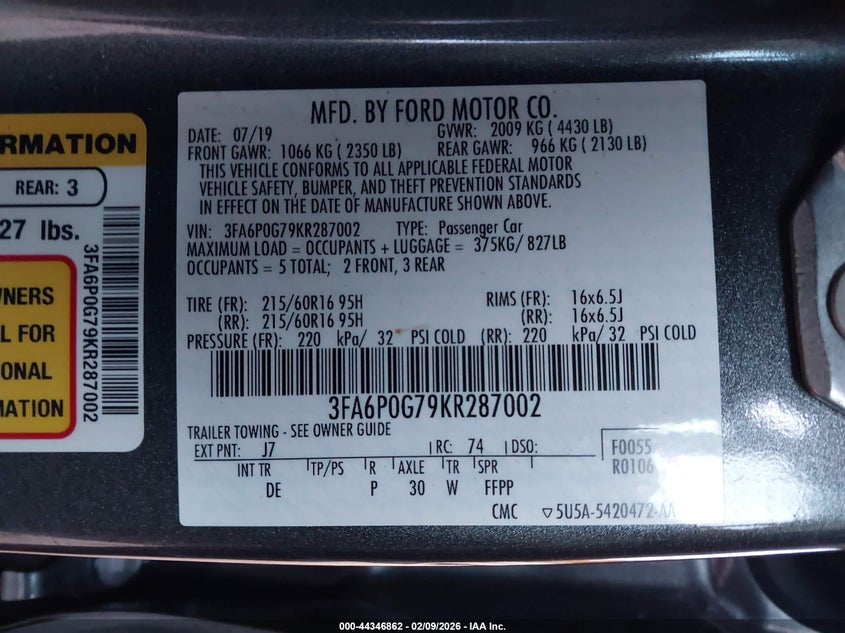 RMATION
REAR: 3
27 lbs.
3FA6P0G79KR287002
WNERS
L FOR
ONAL
MATION
MFD. BY FORD MOTOR CO.
DATE: 07/19 GVWR: 2009 KG ( 4430 LB)
FRONT GAWR: 1066 KG ( 2350 LB) REAR GAWR: 966 KG ( 2130 LB)
THIS VEHICLE CONFORMS TO ALL APPLICABLE FEDERAL MOTOR
VEHICLE SAFETY, BUMPER, AND THEFT PREVENTION STANDARDS
IN EFFECT ON THE DATE OF MANUFACTURE SHOWN ABOVE.
VIN: 3FA6P0G79KR287002 TYPE: Passenger Car
MAXIMUM LOAD = OCCUPANTS + LUGGAGE = 375KG/ 827LB
OCCUPANTS = 5 TOTAL; 2 FRONT, 3 REAR
TIRE (FR): 215/60R16 95H RIMS (FR): 16x6.5J
(RR): 215/60R16 95H (RR): 16x6.5J
PRESSURE (FR): 220 kPa/ 32 PSI COLD (RR): 220 kPa/ 32 PSI COLD
3FA6P0G79KR287002
TRAILER TOWING - SEE OWNER GUIDE
EXT PNT: J7 RC: 74 DSO: F0055
INT TR TP/PS R AXLE TR SPR R0106
DE P 30 W FFPP
CMC ▽5U5A-5420472-AA
000-44346862 - 02/09/2026 - IAA Inc.